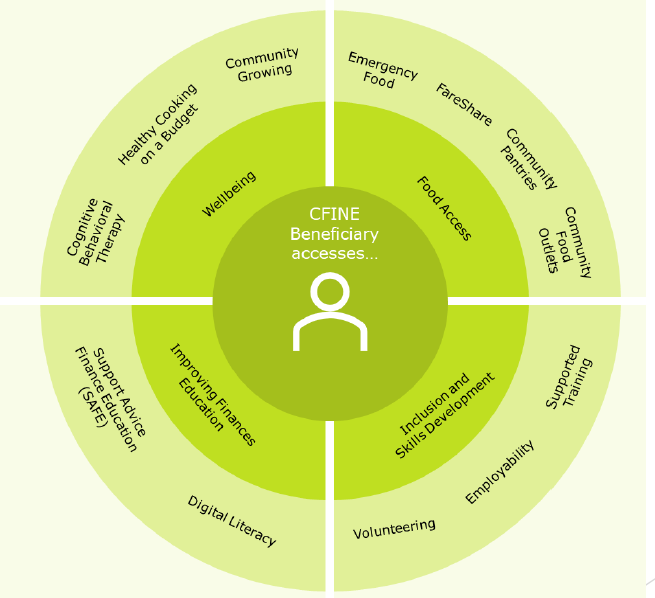 CFINE
Beneficiary
accesses...
Wellbeing
Community
Growing
Healthy Cooking
on a Budget
Cognitive
Behavioral
Therapy
Food Access
Emergency
Food
FareShare
Community
Pantries
Community
Food
Outlets
Inclusion and
Skills Development
Supported
Training
Employability
Volunteering
Improving Finances
Education
Support Advice
Finance Education
(SAFE)
Digital Literacy